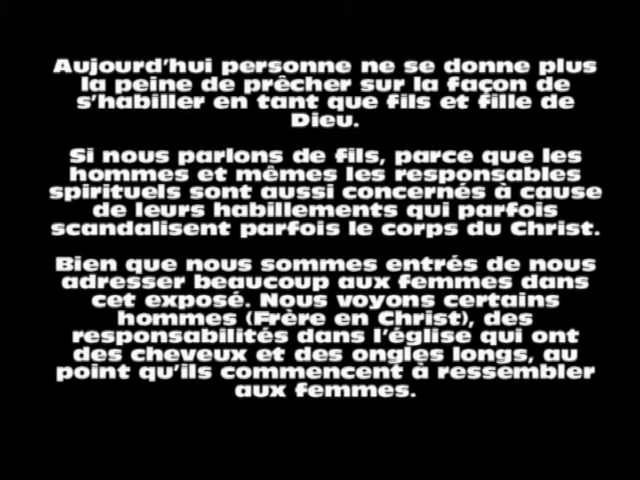 Aujourd'hui personne ne se donne plus
la peine de prêcher sur la façon de
s'habiller en tant que fils et fille de
Dieu.
Si nous parlons de fils, parce que les
hommes et mêmes les responsables
spirituels sont aussi concernés à cause
de leurs habillements qui parfois
scandalisent parfois le corps du Christ.
Bien que nous sommes entrés de nous
adresser beaucoup aux femmes dans
cet exposé. Nous voyons certains
hommes (Frère en Christ), des
responsabilités dans l'église qui ont
des cheveux et des ongles longs, au
point qu'ils commencent à ressembler
aux femmes.